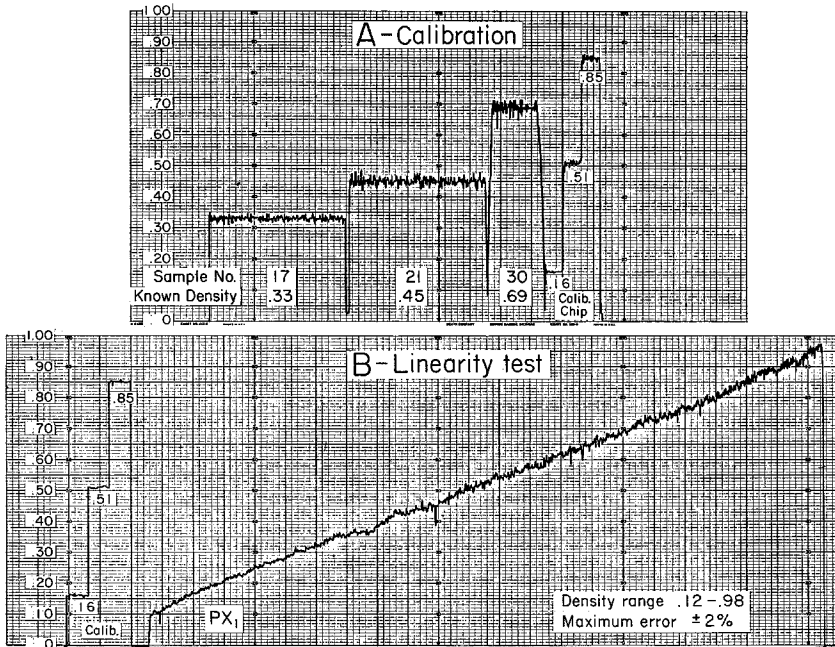 A-Calibration
1.00
.90
.80
.70
.60
.50
.40
.30
.20
0
.85
.51
.16
Calib.
Chip
Sample No. 17 21 30
Known Density .33 .45 .69
B-Linearity test
1.00
.90
.80
.70
.60
.50
.40
.30
.20
.10
0
.85
.51
.16
Calib.
PX1
Density range .12-.98
Maximum error ±2%